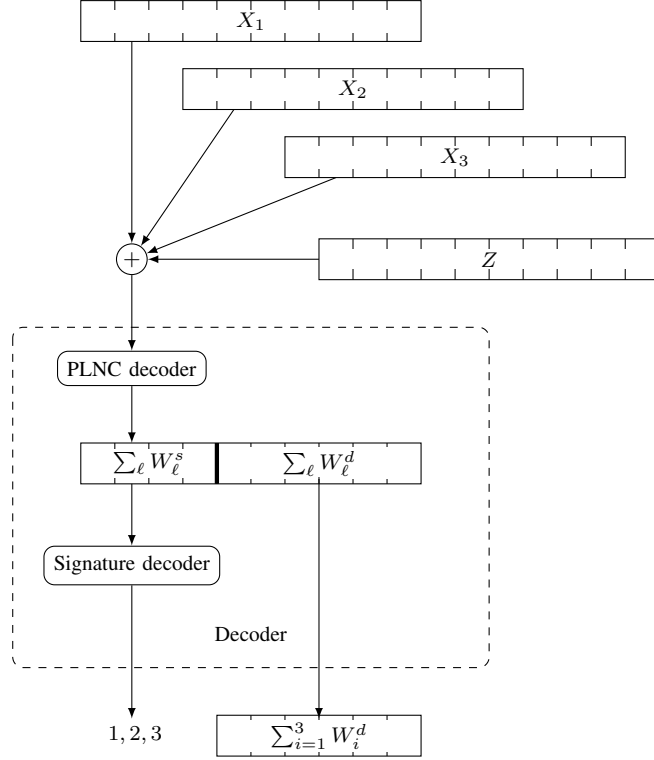 X_1
X_2
X_3
+
Z
PLNC decoder
∑_ℓ W_ℓ^s ∑_ℓ W_ℓ^d
Signature decoder
Decoder
1, 2, 3 ∑_{i=1}^3 W_i^d